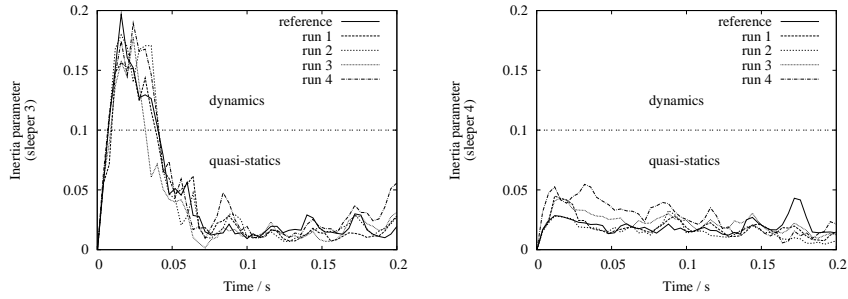 0.2
0.15
0.1
0.05
0
0
0.05
0.1
0.15
0.2
Inertia parameter
(sleeper 3)
Time / s
reference
run 1
run 2
run 3
run 4
dynamics
quasi-statics
0.2
0.15
0.1
0.05
0
0
0.05
0.1
0.15
0.2
Inertia parameter
(sleeper 4)
Time / s
reference
run 1
run 2
run 3
run 4
dynamics
quasi-statics